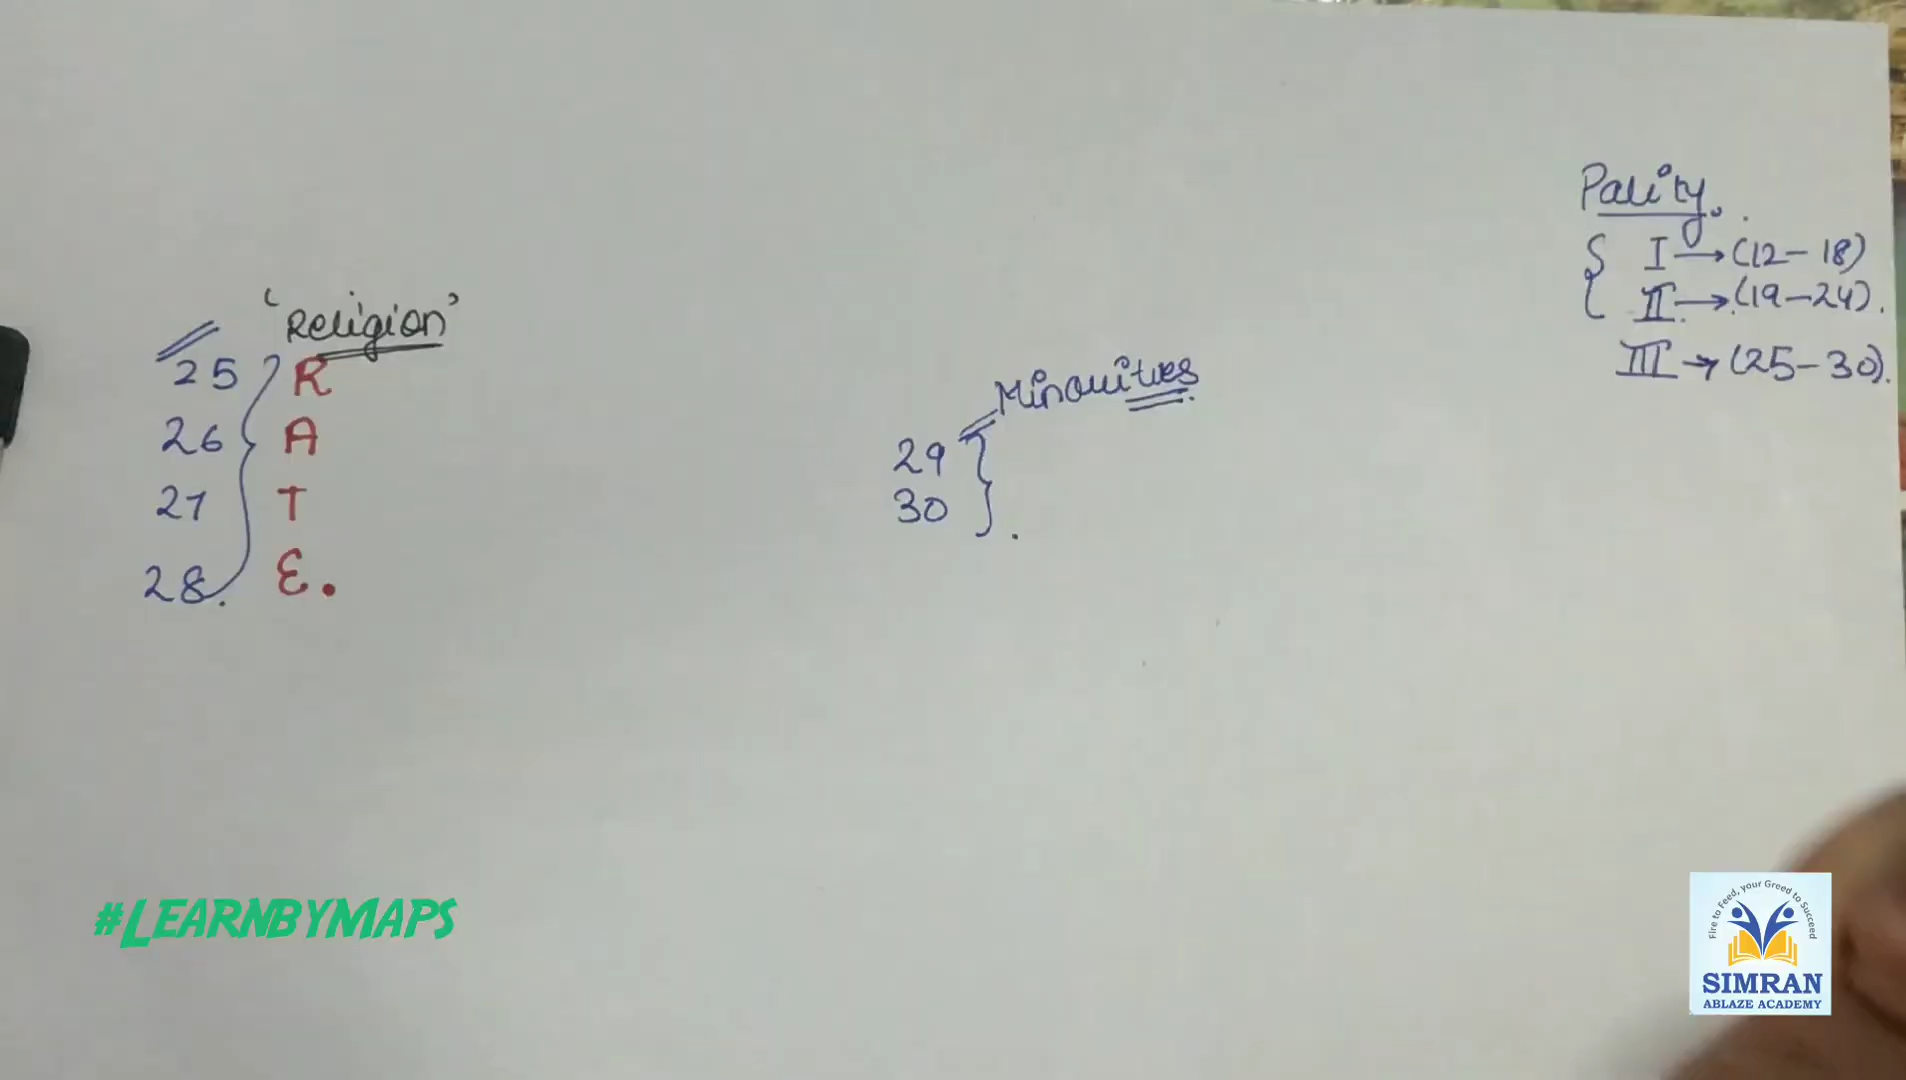 Polity.
I → (12-18)
II → (19-24).
III → (25-30).
'Religion'
25 R
26 A
27 T
28. E.
Minorities
29
30
#LEARNBYMAPS
Fire to Feed, your Greed to Succeed
SIMRAN
ABLAZE ACADEMY